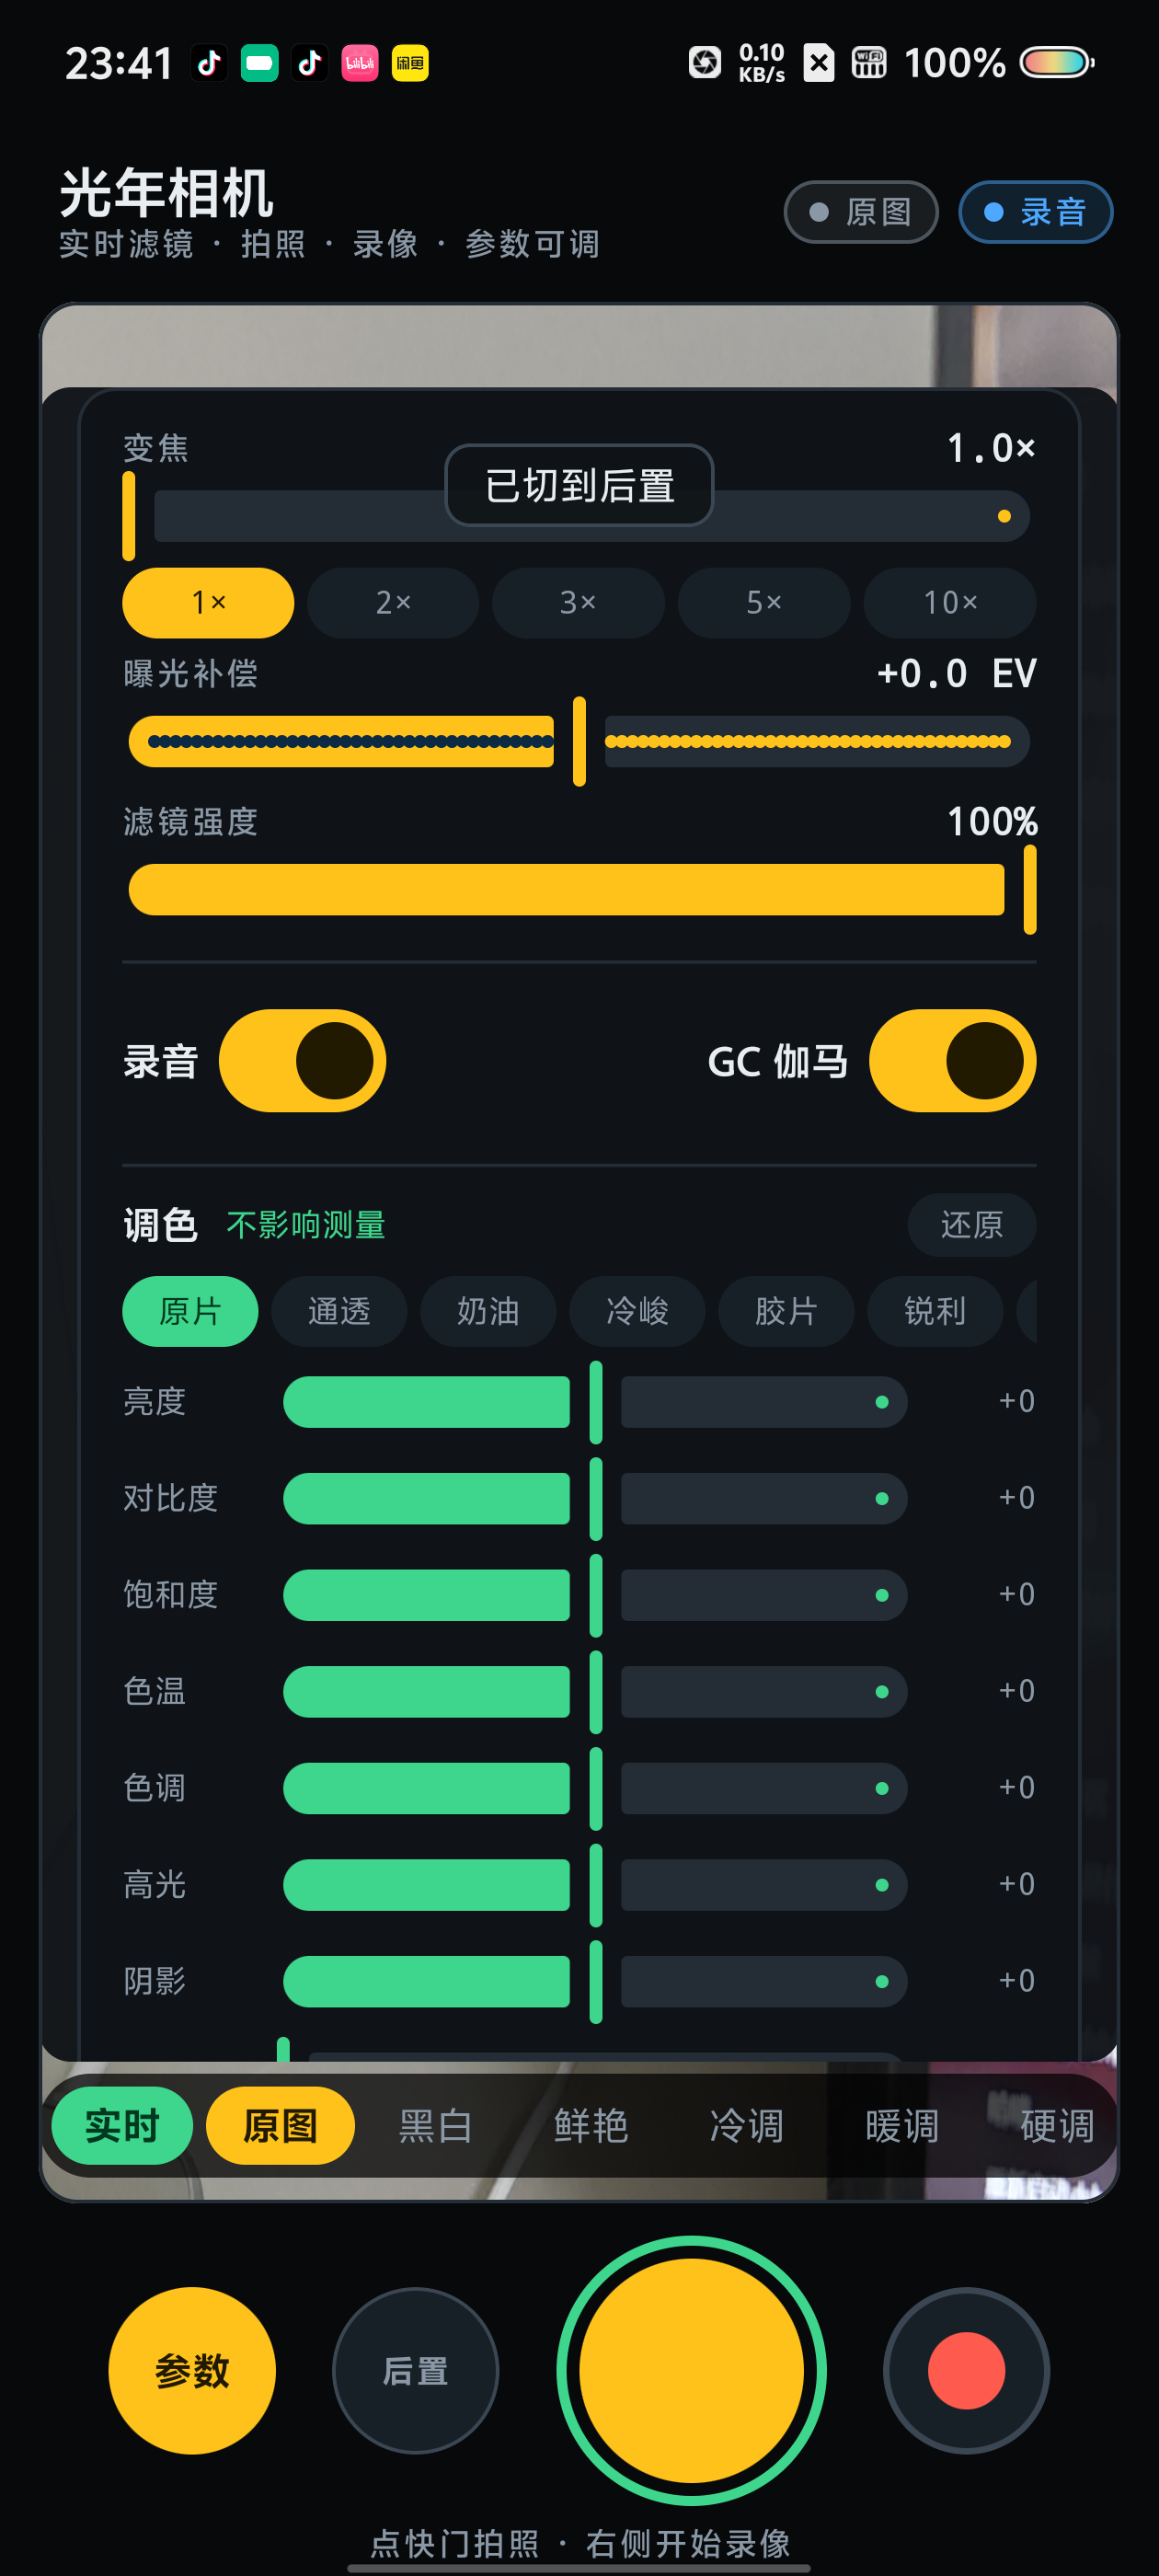 23:41
0.10 KB/s
100%
光年相机
实时滤镜 · 拍照 · 录像 · 参数可调
原图
录音
变焦
1.0×
已切到后置
1× 2× 3× 5× 10×
曝光补偿
+0.0 EV
滤镜强度
100%
录音
GC 伽马
调色 不影响测量
还原
原片 通透 奶油 冷峻 胶片 锐利
亮度 +0
对比度 +0
饱和度 +0
色温 +0
色调 +0
高光 +0
阴影 +0
实时 原图 黑白 鲜艳 冷调 暖调 硬调
参数
后置
点快门拍照 · 右侧开始录像